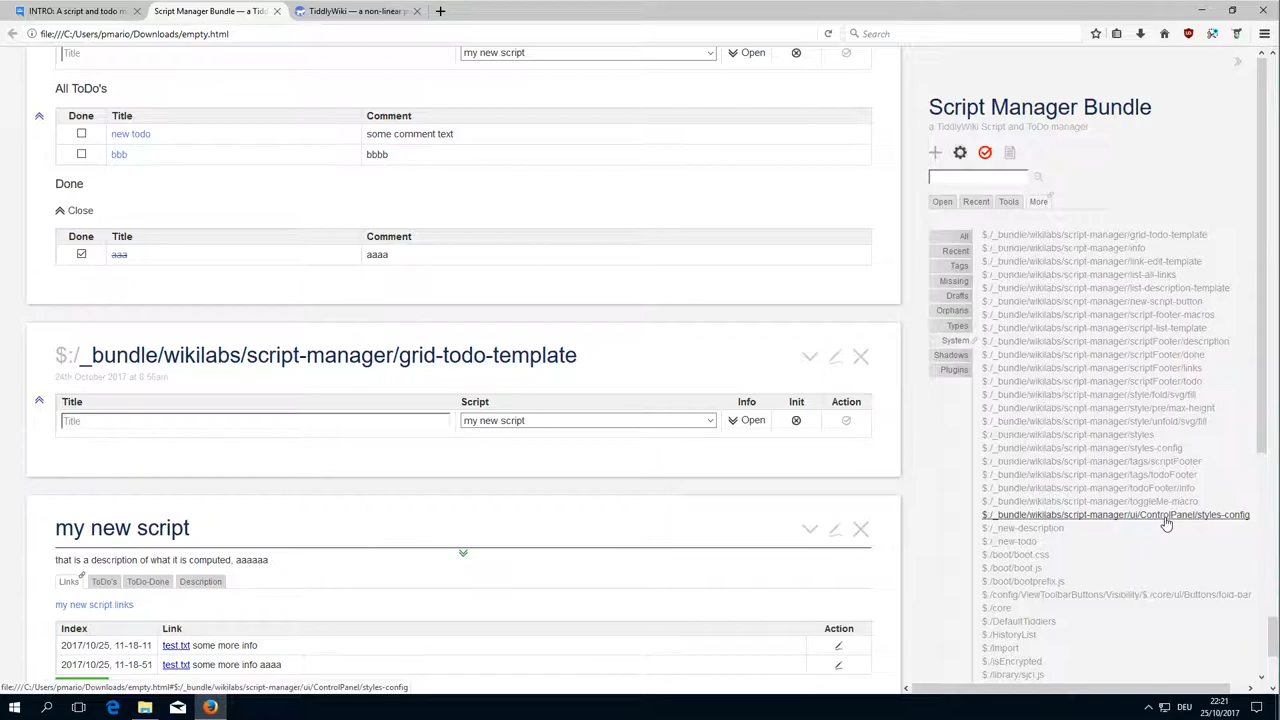 INTRO: A script and todo m
Script Manager Bundle — a Tidd
TiddlyWiki — a non-linear p
file:///C:/Users/pmario/Downloads/empty.html
Search
Title
my new script
Open
All ToDo's
Done Title Comment
new todo some comment text
bbb bbbb
Done
Close
Done Title Comment
aaa aaaa
$:/_bundle/wikilabs/script-manager/grid-todo-template
24th October 2017 at 8:56am
Title Script Info Init Action
Title my new script Open
my new script
that is a description of what it is computed, aaaaaa
Links ToDo's ToDo-Done Description
my new script links
Index Link Action
2017/10/25, 11-18-11 test.txt some more info
2017/10/25, 11-18-51 test.txt some more info aaaa
file:///C:/Users/pmario/Downloads/empty.html#$:/_bundle/wikilabs/script-manager/ui/ControlPanel/styles-config
Script Manager Bundle
a TiddlyWiki Script and ToDo manager
Open Recent Tools More
All
Recent
Tags
Missing
Drafts
Orphans
Types
System
Shadows
Plugins
$:/_bundle/wikilabs/script-manager/grid-todo-template
$:/_bundle/wikilabs/script-manager/info
$:/_bundle/wikilabs/script-manager/link-edit-template
$:/_bundle/wikilabs/script-manager/list-all-links
$:/_bundle/wikilabs/script-manager/list-description-template
$:/_bundle/wikilabs/script-manager/new-script-button
$:/_bundle/wikilabs/script-manager/script-footer-macros
$:/_bundle/wikilabs/script-manager/script-list-template
$:/_bundle/wikilabs/script-manager/scriptFooter/description
$:/_bundle/wikilabs/script-manager/scriptFooter/done
$:/_bundle/wikilabs/script-manager/scriptFooter/links
$:/_bundle/wikilabs/script-manager/scriptFooter/todo
$:/_bundle/wikilabs/script-manager/style/fold/svg/fill
$:/_bundle/wikilabs/script-manager/style/pre/max-height
$:/_bundle/wikilabs/script-manager/style/unfold/svg/fill
$:/_bundle/wikilabs/script-manager/styles
$:/_bundle/wikilabs/script-manager/styles-config
$:/_bundle/wikilabs/script-manager/tags/scriptFooter
$:/_bundle/wikilabs/script-manager/tags/todoFooter
$:/_bundle/wikilabs/script-manager/todoFooter/info
$:/_bundle/wikilabs/script-manager/toggleMe-macro
$:/_bundle/wikilabs/script-manager/ui/ControlPanel/styles-config
$:/_new-description
$:/_new-todo
$:/boot/boot.css
$:/boot/boot.js
$:/boot/bootprefix.js
$:/config/ViewToolbarButtons/Visibility/$:/core/ui/Buttons/fold-bar
$:/core
$:/DefaultTiddlers
$:/HistoryList
$:/Import
$:/isEncrypted
$:/library/sjcl.js
DEU
22:21
25/10/2017